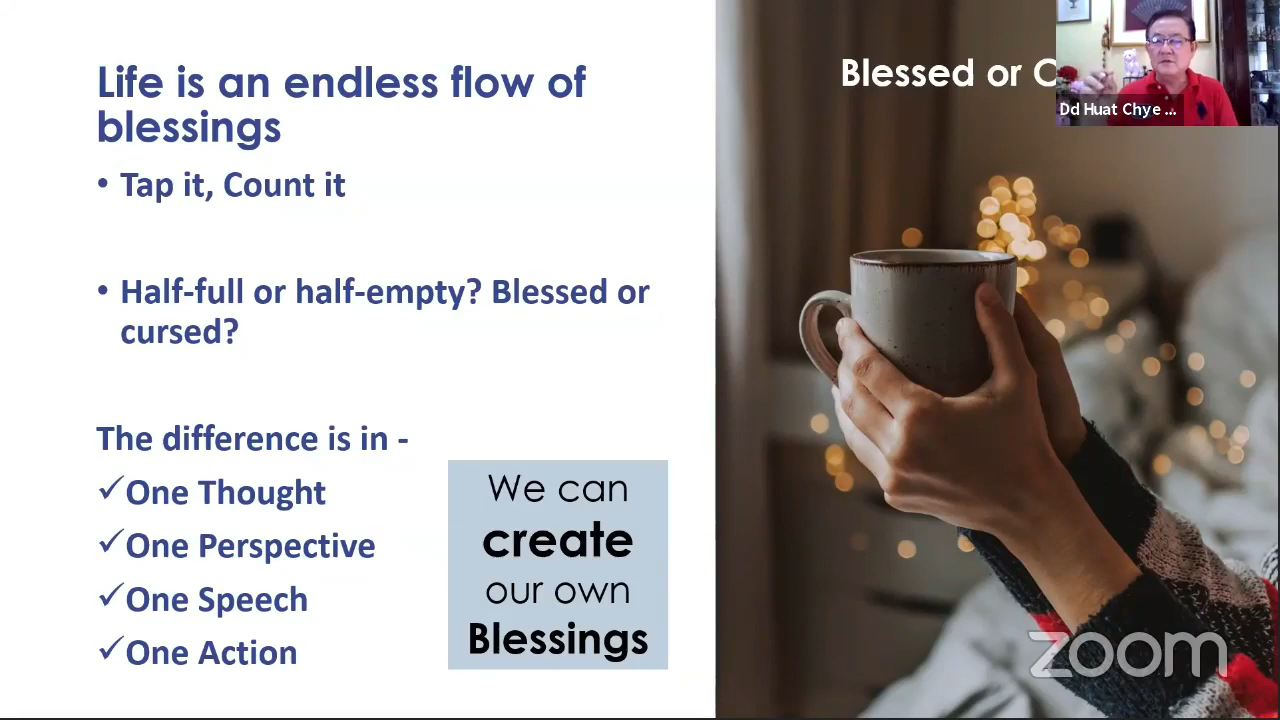 Life is an endless flow of
blessings
• Tap it, Count it
• Half-full or half-empty? Blessed or
cursed?
The difference is in -
✓One Thought
✓One Perspective
✓One Speech
✓One Action
We can
create
our own
Blessings
Blessed or
Dd Huat Chye ...
zoom